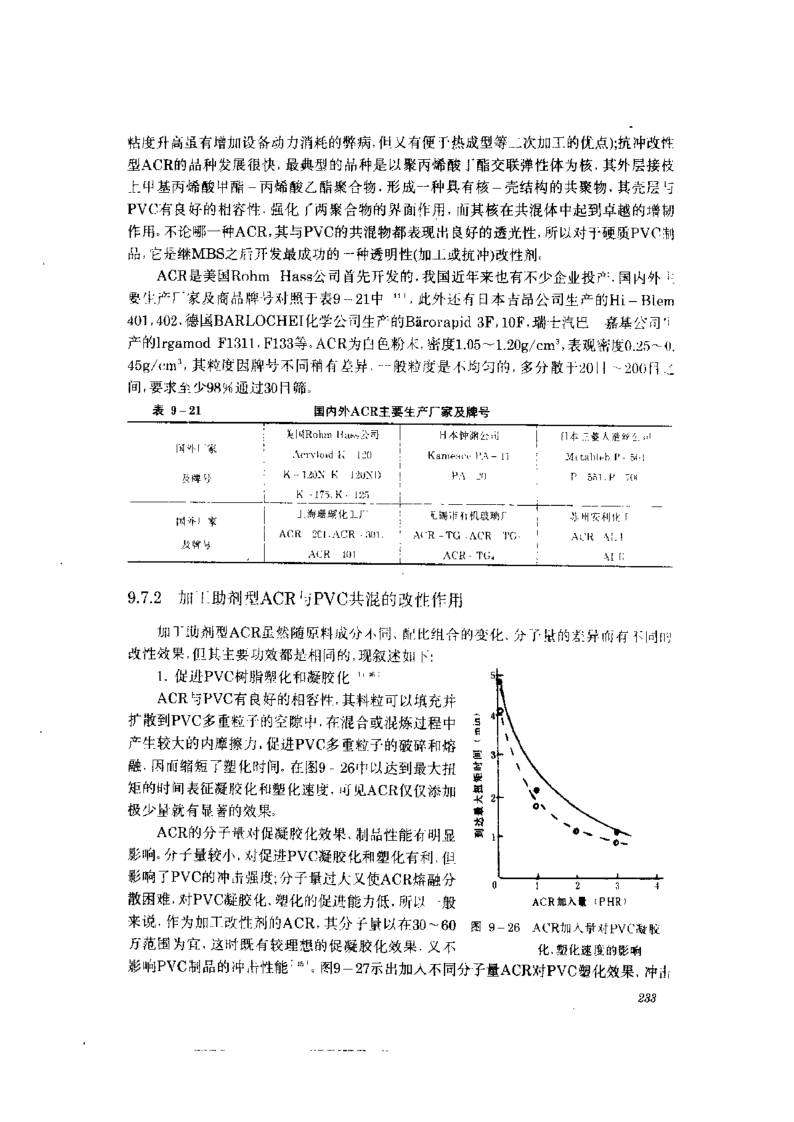 粘度升高虽有增加设备动力消耗的弊病,但又有便于热成型等二次加工的优点);抗冲改性
型ACR的品种发展很快,最典型的品种是以聚丙烯酸丁酯交联弹性体为核,其外层接枝
上甲基丙烯酸甲酯-丙烯酸乙酯聚合物,形成一种具有核-壳结构的共聚物,其壳层与
PVC有良好的相容性,强化了两聚合物的界面作用,而其核在共混体中起到卓越的增韧
作用。不论哪一种ACR,其与PVC的共混物都表现出良好的透光性,所以对于硬质PVC制
品,它是继MBS之后开发最成功的一种透明性(加工或抗冲)改性剂。
ACR是美国Rohm Hass公司首先开发的,我国近年来也有不少企业投产,国内外主
要生产厂家及商品牌号对照于表9-21中,此外还有日本吉昂公司生产的Hi-Blem
401,402,德国BARLOCHEI化学公司生产的Bärorapid 3F,10F,瑞士汽巴 嘉基公司生
产的Irgamod F1311,F133等。ACR为白色粉末,密度1.05~1.20g/cm³,表观密度0.25~0.
45g/cm³,其粒度因牌号不同稍有差异,一般粒度是不均匀的,多分散于20目~200目之
间,要求至少98%通过30目筛。
表 9-21 国内外ACR主要生产厂家及牌号
国外厂家 美国Rohm Hass公司 日本钟渊公司 日本三菱人造丝公司
及牌号 Acryloid K 120 Kaneace PA-11 Metableb P-
K-120N K 120ND PA 20 P 551,P 700
K-175,K-125
国外厂家 上海珊瑚化工厂 无锡市有机玻璃厂 苏州安利化工
及牌号 ACR 201,ACR 301, ACR-TG ACR TG ACR
ACR 401 ACR-TG₄
9.7.2 加工助剂型ACR与PVC共混的改性作用
加工助剂型ACR虽然随原料成分不同、配比组合的变化、分子量的差异而有不同的
改性效果,但其主要功效都是相同的,现叙述如下:
1. 促进PVC树脂塑化和凝胶化
ACR与PVC有良好的相容性,其料粒可以填充并
扩散到PVC多重粒子的空隙中,在混合或混炼过程中
产生较大的内摩擦力,促进PVC多重粒子的破碎和熔
融,因而缩短了塑化时间。在图9-26中以达到最大扭
矩的时间表征凝胶化和塑化速度,可见ACR仅仅添加
极少量就有显著的效果。
ACR的分子量对促凝胶化效果、制品性能有明显
影响。分子量较小,对促进PVC凝胶化和塑化有利,但
影响了PVC的冲击强度;分子量过大又使ACR熔融分
散困难,对PVC凝胶化、塑化的促进能力低,所以一般
来说,作为加工改性剂的ACR,其分子量以在30~60
万范围为宜,这时既有较理想的促凝胶化效果,又不
影响PVC制品的冲击性能。图9-27示出加入不同分子量ACR对PVC塑化效果、冲击
到达最大扭矩时间(min)
5
4
3
2
1
0 1 2 3 4
ACR加入量(PHR)
图 9-26 ACR加入量对PVC凝胶
化、塑化速度的影响
233